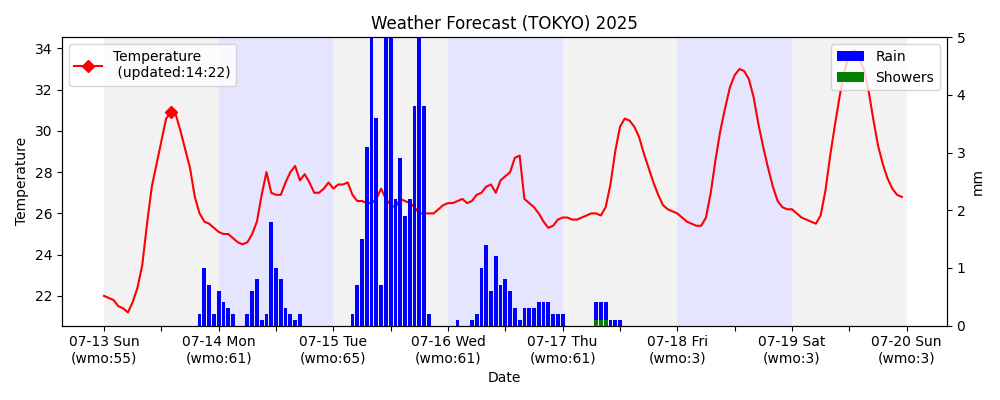 Weather Forecast (TOKYO) 2025
Temperature
(updated:14:22)
Rain
Showers
34
32
30
28
26
24
22
Temperature
5
4
3
2
1
0
mm
07-13 Sun
(wmo:55)
07-14 Mon
(wmo:61)
07-15 Tue
(wmo:65)
07-16 Wed
(wmo:61)
07-17 Thu
(wmo:61)
07-18 Fri
(wmo:3)
07-19 Sat
(wmo:3)
07-20 Sun
(wmo:3)
Date